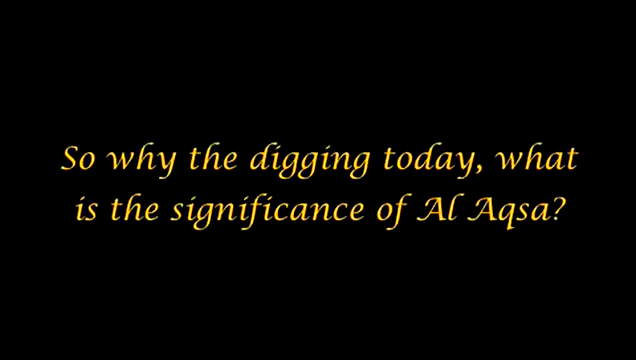 So why the digging today, what
is the significance of Al Aqsa?